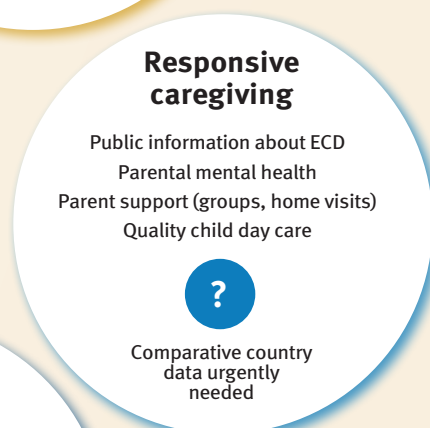 Responsive
caregiving
Public information about ECD
Parental mental health
Parent support (groups, home visits)
Quality child day care
?
Comparative country
data urgently
needed